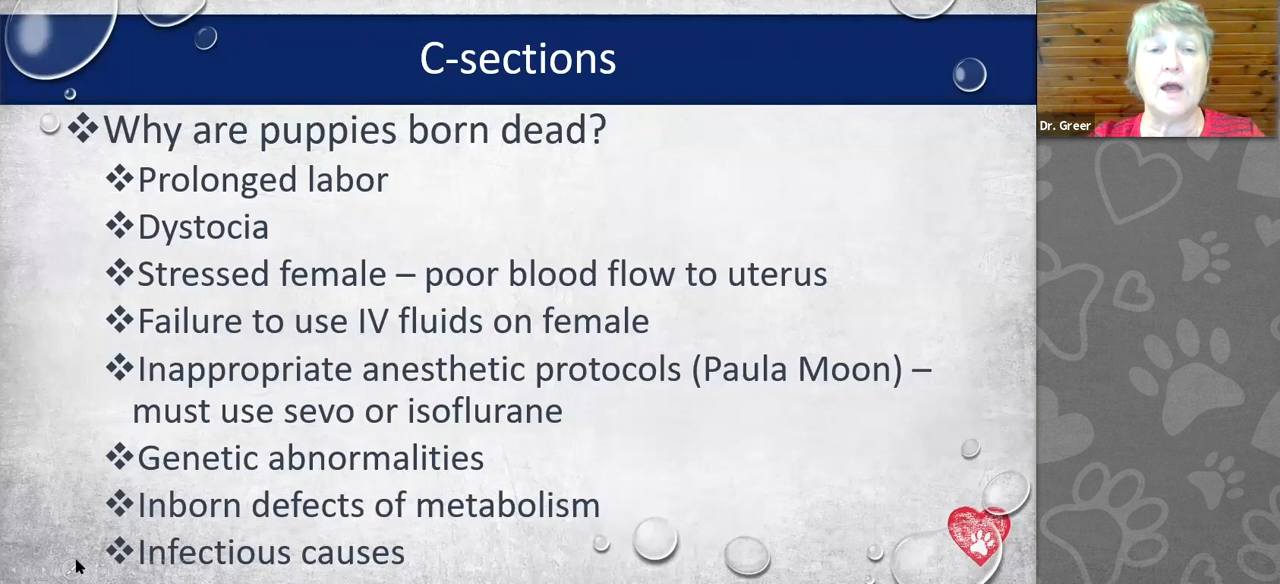 C-sections
❖Why are puppies born dead?
❖Prolonged labor
❖Dystocia
❖Stressed female – poor blood flow to uterus
❖Failure to use IV fluids on female
❖Inappropriate anesthetic protocols (Paula Moon) –
must use sevo or isoflurane
❖Genetic abnormalities
❖Inborn defects of metabolism
❖Infectious causes
Dr. Greer